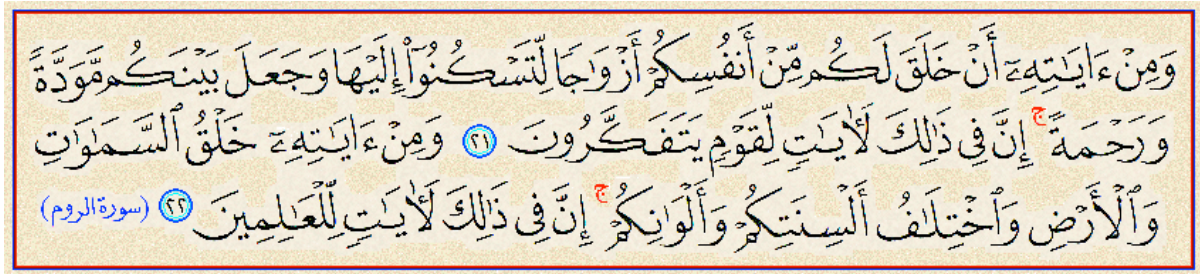 وَمِنْ ءَايَـٰتِهِۦٓ أَنْ خَلَقَ لَكُم مِّنْ أَنفُسِكُمْ أَزْوَٰجًا لِّتَسْكُنُوٓا۟ إِلَيْهَا وَجَعَلَ بَيْنَكُم مَّوَدَّةً
وَرَحْمَةً ۚ إِنَّ فِى ذَٰلِكَ لَـَٔايَـٰتٍ لِّقَوْمٍ يَتَفَكَّرُونَ ٢١ وَمِنْ ءَايَـٰتِهِۦ خَلْقُ ٱلسَّمَـٰوَٰتِ
وَٱلْأَرْضِ وَٱخْتِلَـٰفُ أَلْسِنَتِكُمْ وَأَلْوَٰنِكُمْ ۚ إِنَّ فِى ذَٰلِكَ لَـَٔايَـٰتٍ لِّلْعَـٰلِمِينَ ٢٢ (سورة الروم)